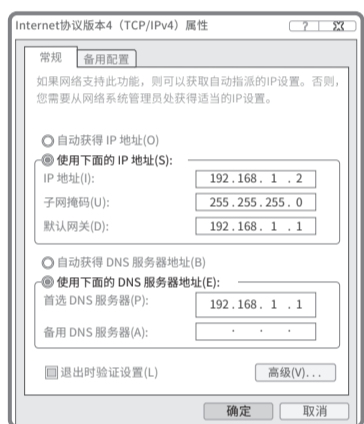 Internet协议版本4（TCP/IPv4）属性 ? X
常规 备用配置
如果网络支持此功能，则可以获取自动指派的IP设置。否则，
您需要从网络系统管理员处获得适当的IP设置。
自动获得 IP 地址(O)
使用下面的 IP 地址(S):
IP 地址(I): 192.168. 1 . 2
子网掩码(U): 255.255.255. 0
默认网关(D): 192.168. 1 . 1
自动获得 DNS 服务器地址(B)
使用下面的 DNS 服务器地址(E):
首选 DNS 服务器(P): 192.168. 1 . 1
备用 DNS 服务器(A): . . .
退出时验证设置(L) 高级(V)...
确定 取消